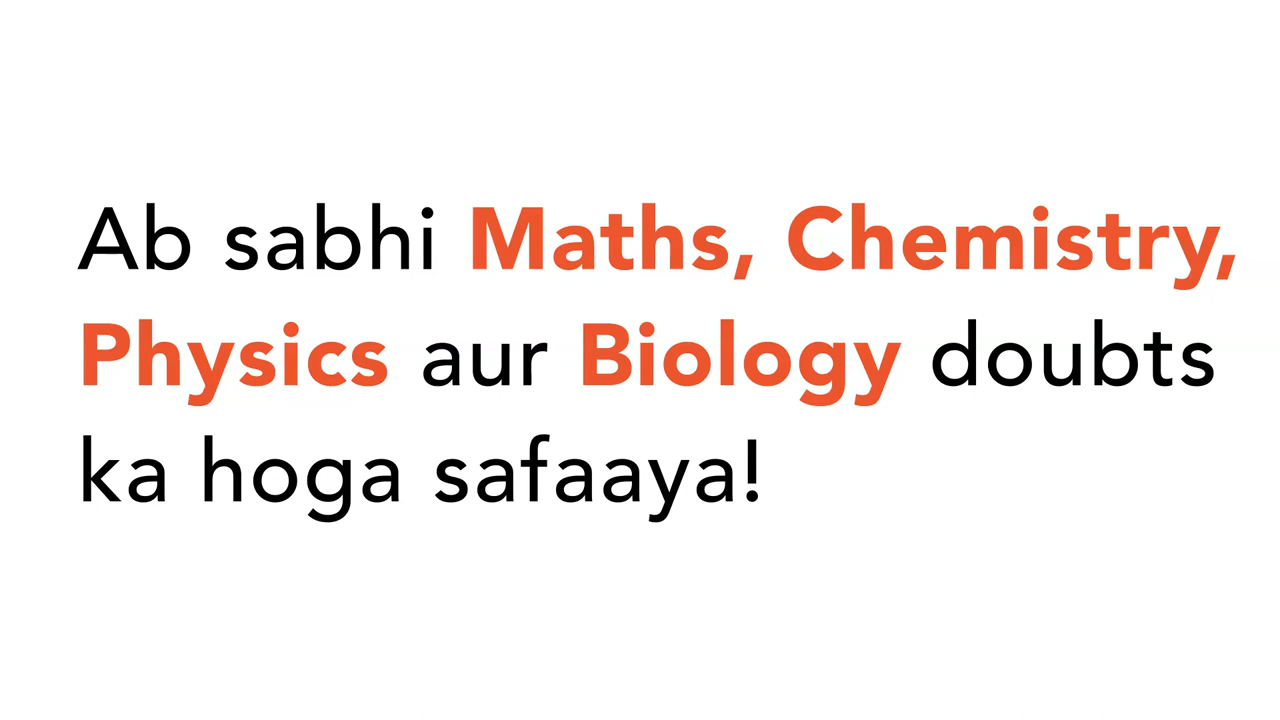 Ab sabhi Maths, Chemistry,
Physics aur Biology doubts
ka hoga safaaya!